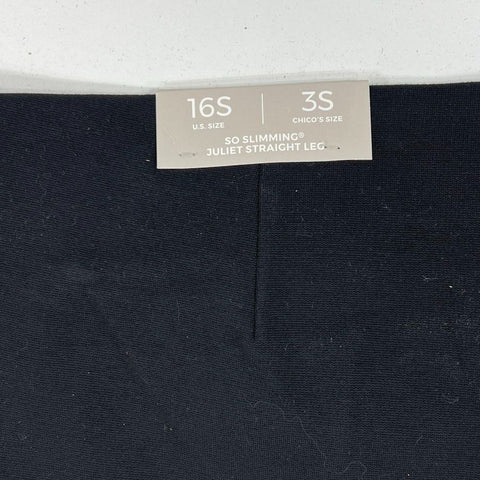 16S | 3S
U.S. SIZE CHICO'S SIZE
SO SLIMMING®
JULIET STRAIGHT LEG